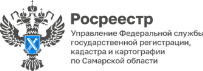 Росреестр
Управление Федеральной службы
государственной регистрации,
кадастра и картографии
по Самарской области